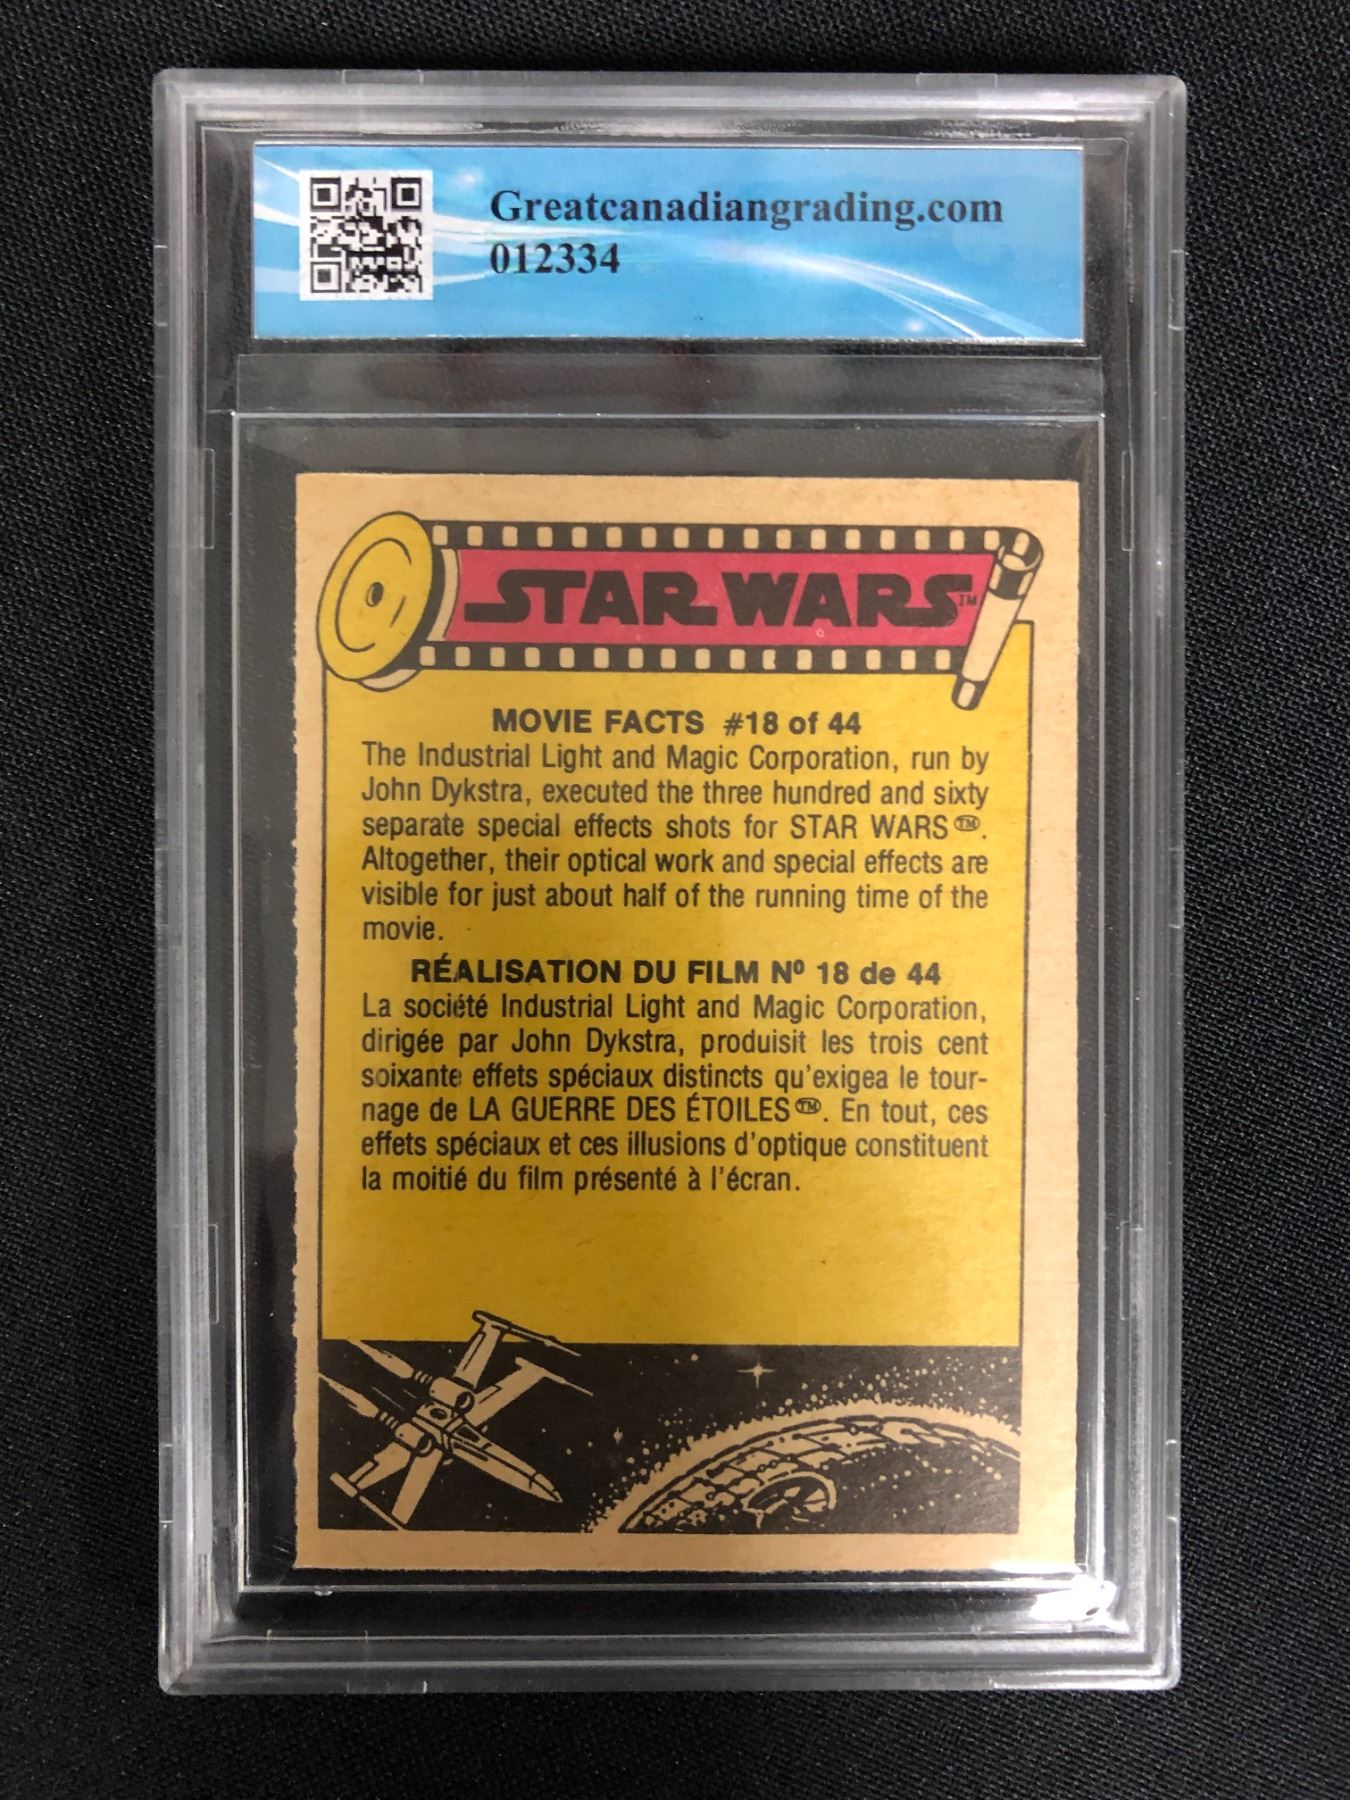 Greatcanadiangrading.com
012334
STAR WARS™
MOVIE FACTS #18 of 44
The Industrial Light and Magic Corporation, run by
John Dykstra, executed the three hundred and sixty
separate special effects shots for STAR WARS™.
Altogether, their optical work and special effects are
visible for just about half of the running time of the
movie.
RÉALISATION DU FILM Nº 18 de 44
La société Industrial Light and Magic Corporation,
dirigée par John Dykstra, produisit les trois cent
soixante effets spéciaux distincts qu'exigea le tour-
nage de LA GUERRE DES ÉTOILES™. En tout, ces
effets spéciaux et ces illusions d'optique constituent
la moitié du film présenté à l'écran.